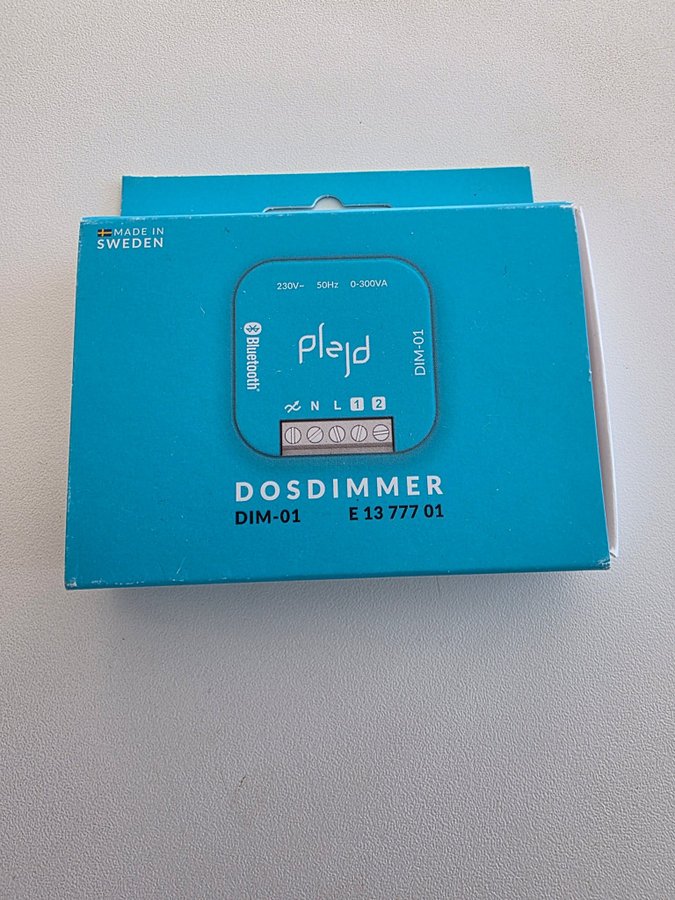 MADE IN
SWEDEN
230V~ 50Hz 0-300VA
Bluetooth®
plejd
DIM-01
N L 1 2
DOSDIMMER
DIM-01 E 13 777 01